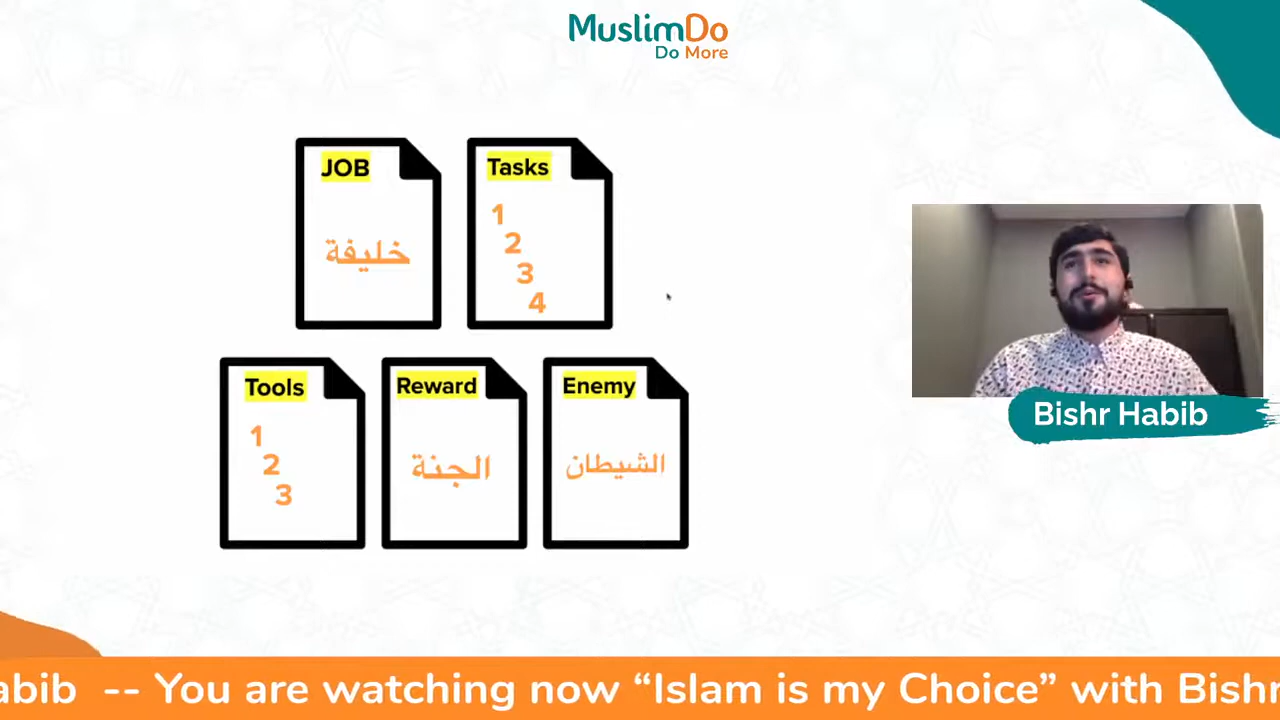 MuslimDo
Do More
JOB
خليفة
Tasks
1
2
3
4
Tools
1
2
3
Reward
الجنة
Enemy
الشيطان
Bishr Habib
abib -- You are watching now “Islam is my Choice” with Bishr